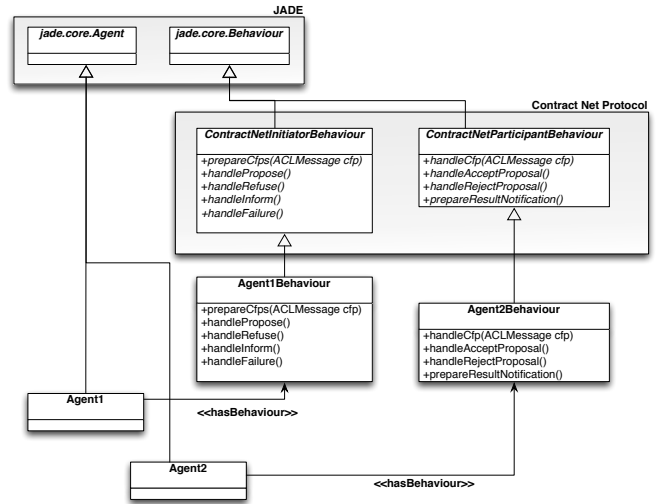 JADE
jade.core.Agent
jade.core.Behaviour
Contract Net Protocol
ContractNetInitiatorBehaviour
+prepareCfps(ACLMessage cfp)
+handlePropose()
+handleRefuse()
+handleInform()
+handleFailure()
ContractNetParticipantBehaviour
+handleCfp(ACLMessage cfp)
+handleAcceptProposal()
+handleRejectProposal()
+prepareResultNotification()
Agent1Behaviour
+prepareCfps(ACLMessage cfp)
+handlePropose()
+handleRefuse()
+handleInform()
+handleFailure()
Agent2Behaviour
+handleCfp(ACLMessage cfp)
+handleAcceptProposal()
+handleRejectProposal()
+prepareResultNotification()
Agent1
<<hasBehaviour>>
Agent2
<<hasBehaviour>>